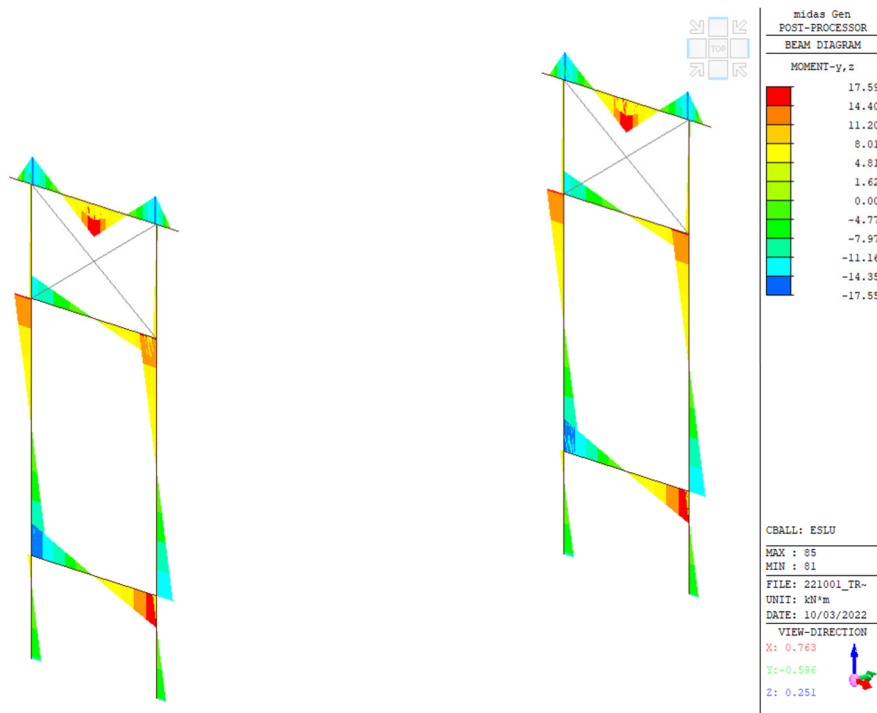 TOP
midas Gen
POST-PROCESSOR
BEAM DIAGRAM
MOMENT-y,z
17.59
14.40
11.20
8.01
4.81
1.62
0.00
-4.77
-7.97
-11.16
-14.35
-17.55
CBALL: ESLU
MAX : 85
MIN : 81
FILE: 221001_TR~
UNIT: kN*m
DATE: 10/03/2022
VIEW-DIRECTION
X: 0.763
Y:-0.596
Z: 0.251